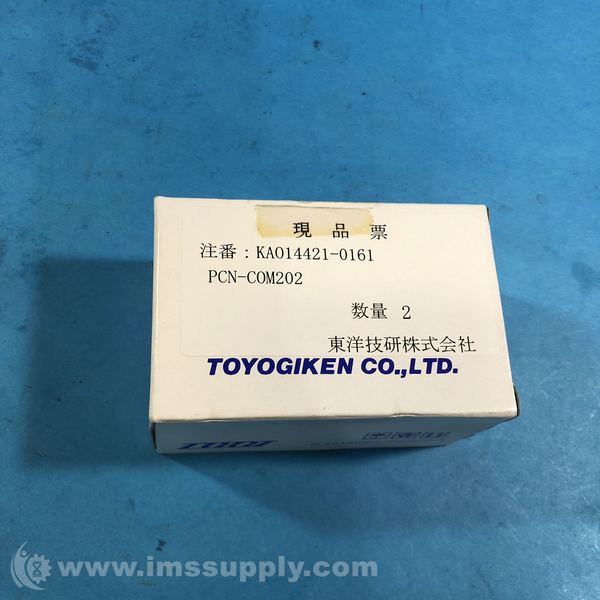 現品票
注番：KA014421-0161
PCN-COM202
数量 2
東洋技研株式会社
TOYOGIKEN CO.,LTD.
TOGI
www.imssupply.com